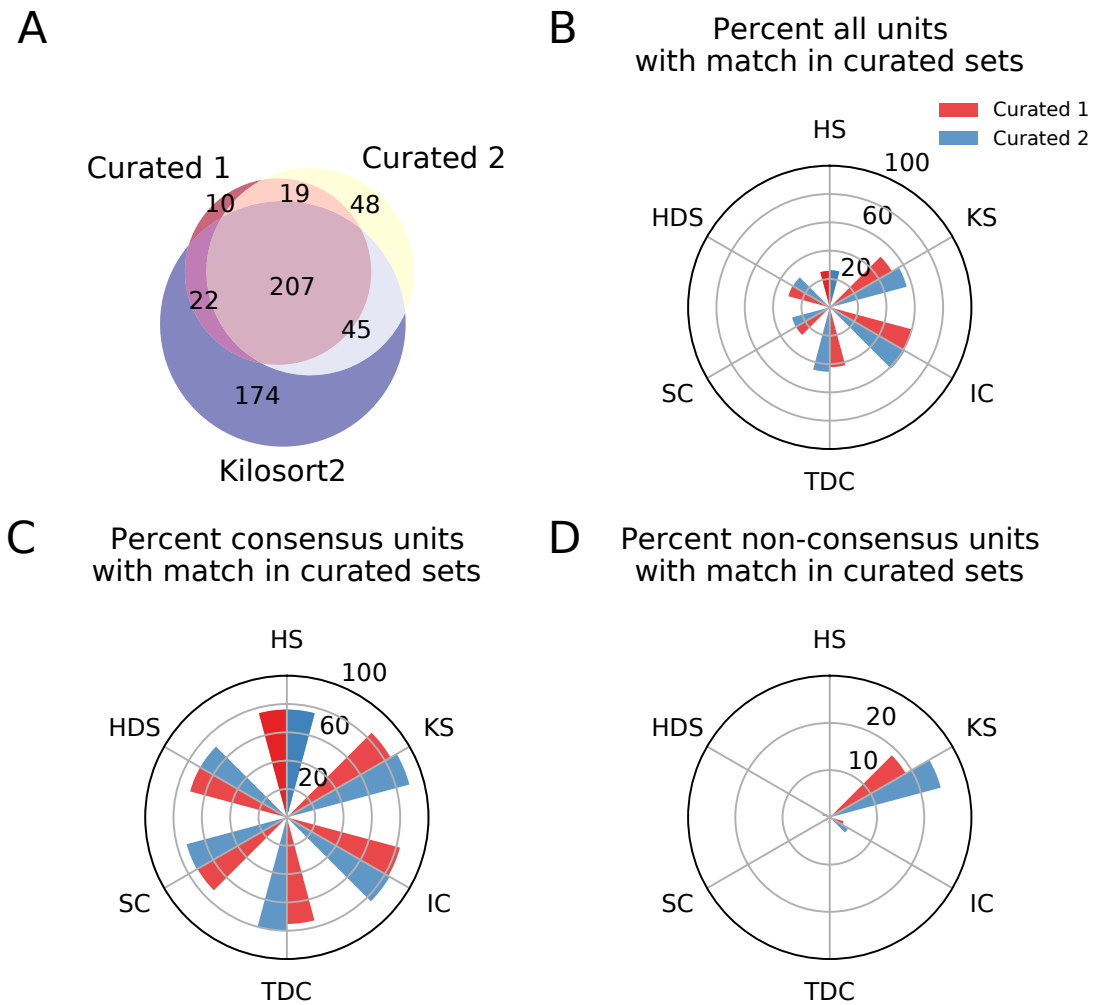 A
Curated 1
Curated 2
10
19
48
22
207
45
174
Kilosort2
B
Percent all units
with match in curated sets
Curated 1
Curated 2
HS
100
HDS
60
KS
20
SC
IC
TDC
C
Percent consensus units
with match in curated sets
HS
100
HDS
60
KS
20
SC
IC
TDC
D
Percent non-consensus units
with match in curated sets
HS
HDS
20
KS
10
SC
IC
TDC